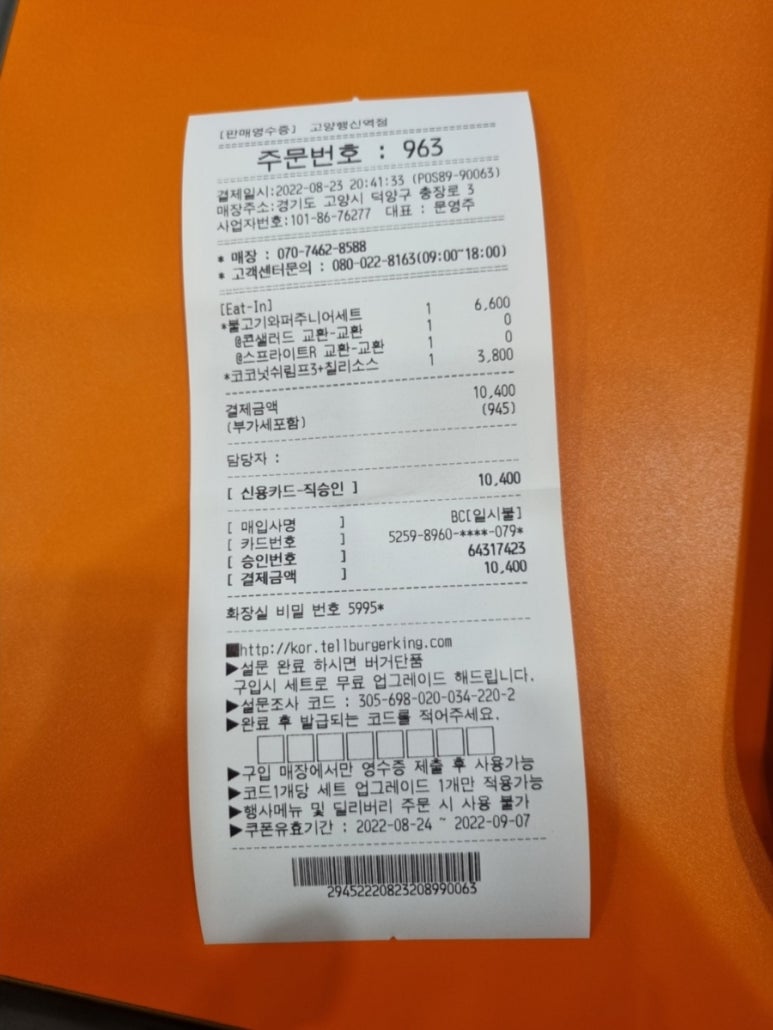 [판매영수증] 고양행신역점
주문번호 : 963
결제일시:2022-08-23 20:41:33 (POS89-90063)
매장주소:경기도 고양시 덕양구 충장로 3
사업자번호:101-86-76277 대표 : 문영주
* 매장 : 070-7462-8588
* 고객센터문의 : 080-022-8163(09:00~18:00)
[Eat-In]
*불고기와퍼주니어세트 1 6,600
@콘샐러드 교환-교환 1 0
@스프라이트R 교환-교환 1 0
*코코넛쉬림프3+칠리소스 1 3,800
결제금액 10,400
(부가세포함) (945)
담당자 :
[ 신용카드-직승인 ] 10,400
[ 매입사명 ] BC[일시불]
[ 카드번호 ] 5259-8960-****-079*
[ 승인번호 ] 64317423
[ 결제금액 ] 10,400
화장실 비밀 번호 5995*
■http://kor.tellburgerking.com
▶설문 완료 하시면 버거단품
구입시 세트로 무료 업그레이드 해드립니다.
▶설문조사 코드 : 305-698-020-034-220-2
▶완료 후 발급되는 코드를 적어주세요.
▶구입 매장에서만 영수증 제출 후 사용가능
▶코드1개당 세트 업그레이드 1개만 적용가능
▶행사메뉴 및 딜리버리 주문 시 사용 불가
▶쿠폰유효기간 : 2022-08-24 ~ 2022-09-07
29452220823208990063